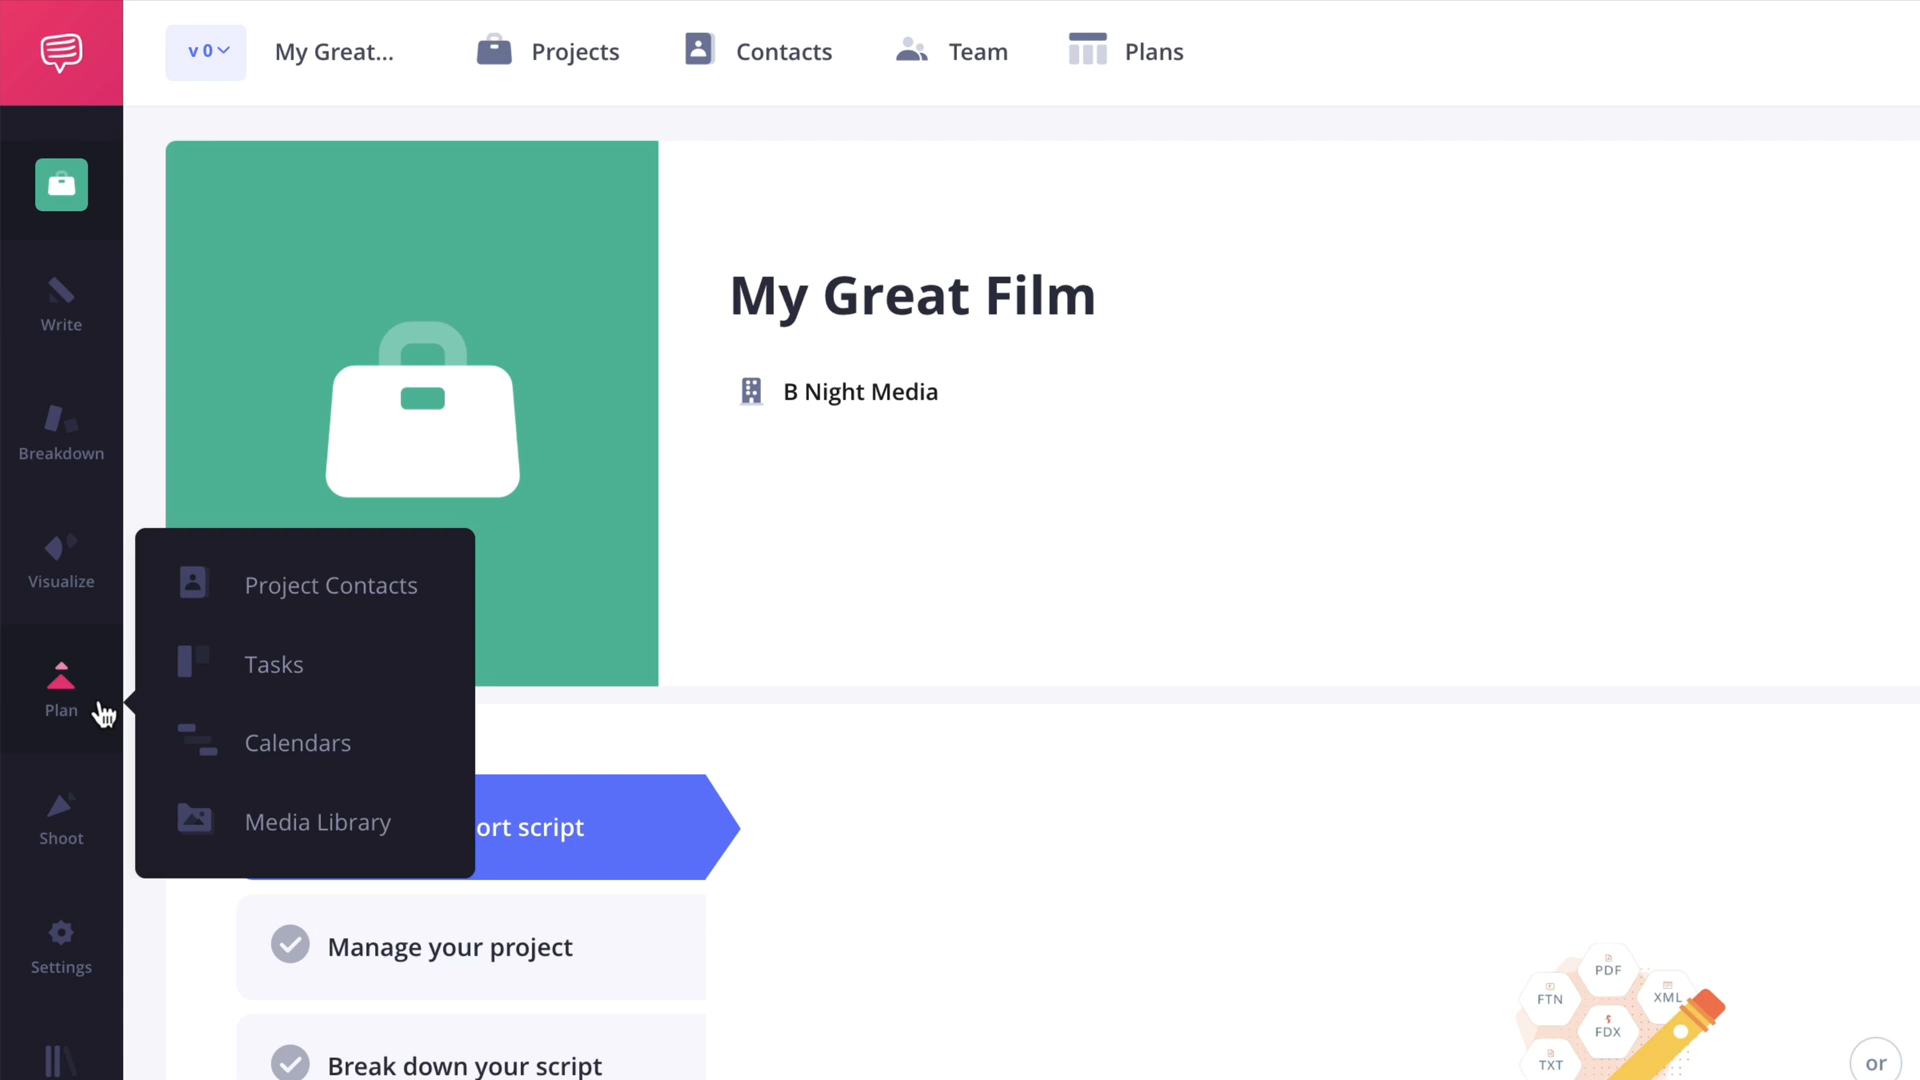 v 0
My Great...
Projects
Contacts
Team
Plans
Write
Breakdown
Visualize
Plan
Shoot
Settings
My Great Film
B Night Media
Project Contacts
Tasks
Calendars
Media Library
ort script
Manage your project
Break down your script
PDF
FTN
XML
FDX
TXT
or